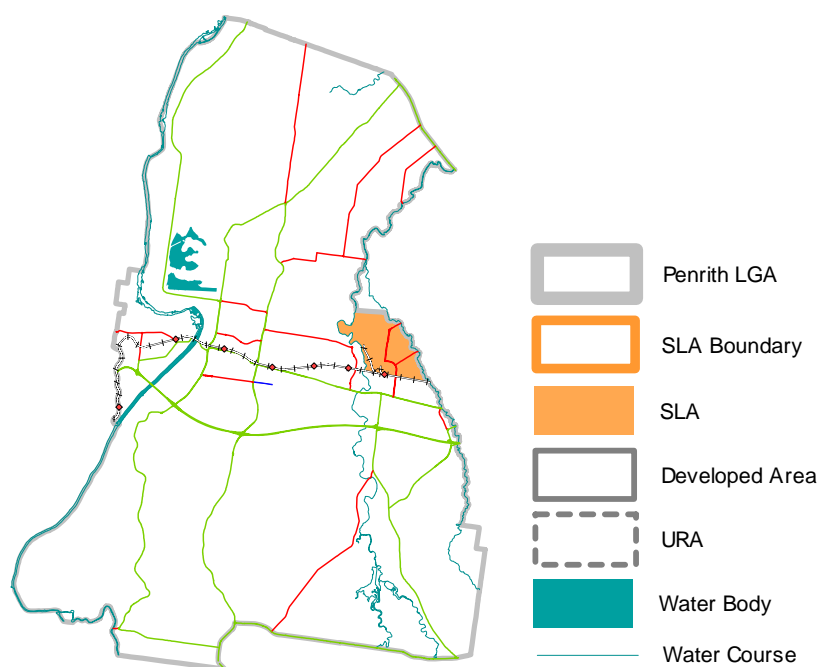 Penrith LGA
SLA Boundary
SLA
Developed Area
URA
Water Body
Water Course